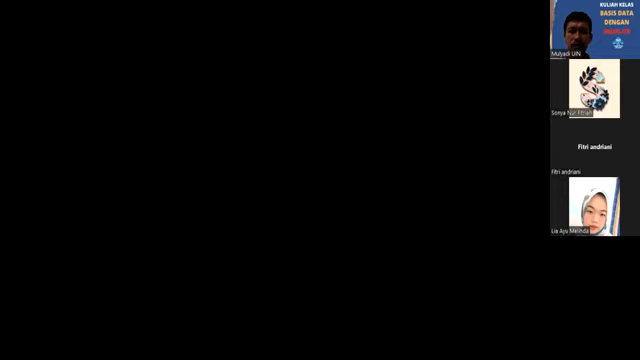 KULIAH KELAS
BASIS DATA
DENGAN
Mulyadi UIN
Sonya Nur Fitriah
Fitri andriani
Fitri andriani
Lia Ayu Melinda